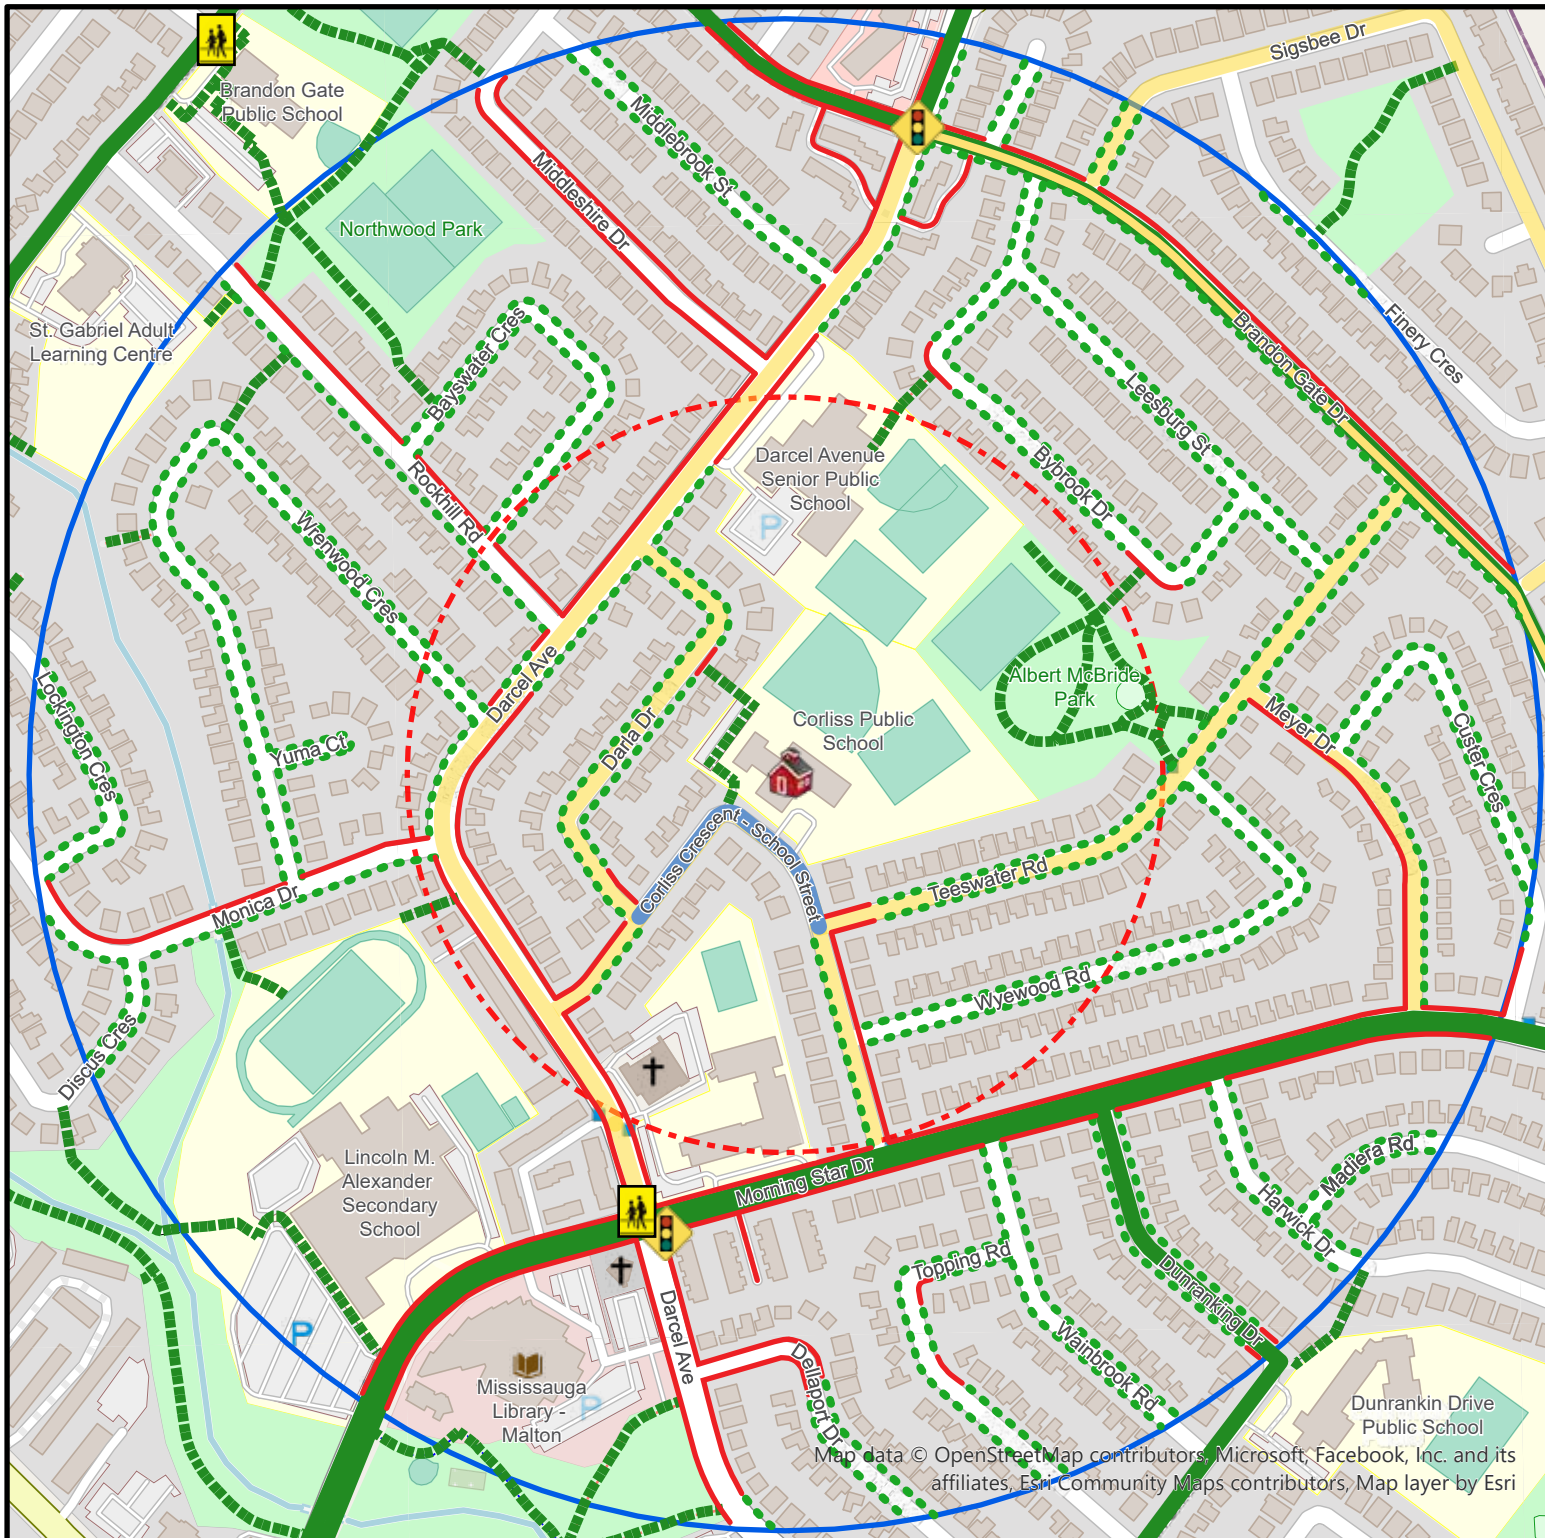 Sigsbee Dr
Brandon Gate
Public School
Middlebrook St
Middleshire Dr
Northwood Park
St. Gabriel Adult
Learning Centre
Bayswater Cres
Finery Cres
Brandon Gate Dr
Leesburg St
Bybrook Dr
Darcel Avenue
Senior Public
School
P
Rockhill Rd
Wrenwood Cres
Darcel Ave
Albert McBride
Park
Lockington Cres
Yuma Ct
Darla Dr
Corliss Public
School
Meyer Dr
Custer Cres
Corliss Crescent - School Street
Teeswater Rd
Monica Dr
Wyewood Rd
Discus Cres
Lincoln M.
Alexander
Secondary
School
Morning Star Dr
Madiera Rd
Harwick Dr
Topping Rd
Dunranking Dr
P
Darcel Ave
Wainbrook Rd
Dellaport Dr
Mississauga
Library -
Malton
P
Dunrankin Drive
Public School
Map data © OpenStreetMap contributors, Microsoft, Facebook, Inc. and its
affiliates, Esri Community Maps contributors, Map layer by Esri